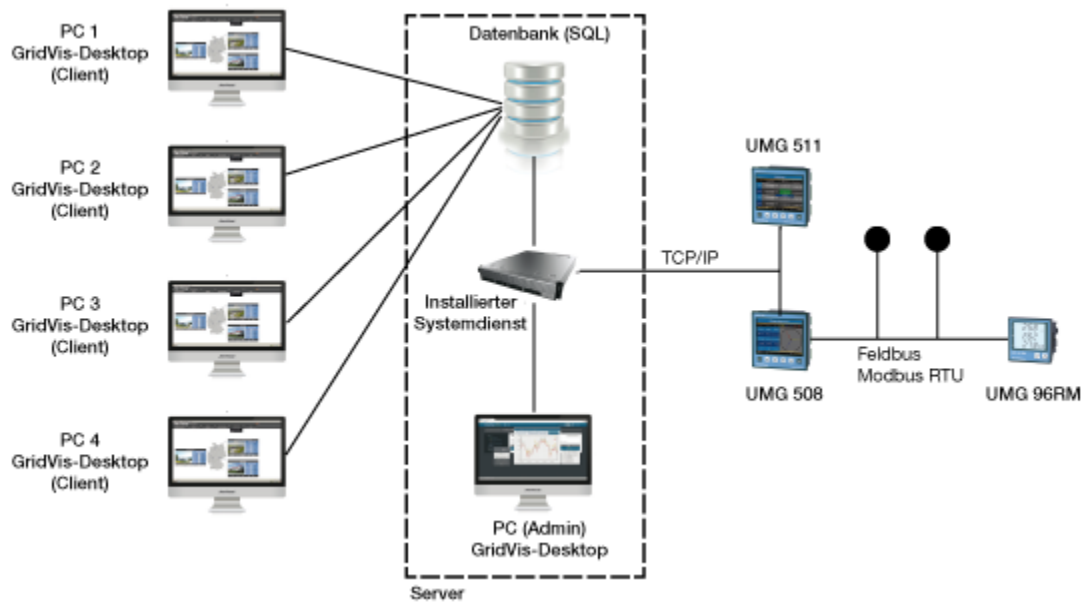 PC 1
GridVis-Desktop
(Client)
PC 2
GridVis-Desktop
(Client)
PC 3
GridVis-Desktop
(Client)
PC 4
GridVis-Desktop
(Client)
Datenbank (SQL)
Installierter
Systemdienst
PC (Admin)
GridVis-Desktop
Server
TCP/IP
UMG 511
UMG 508
Feldbus
Modbus RTU
UMG 96RM